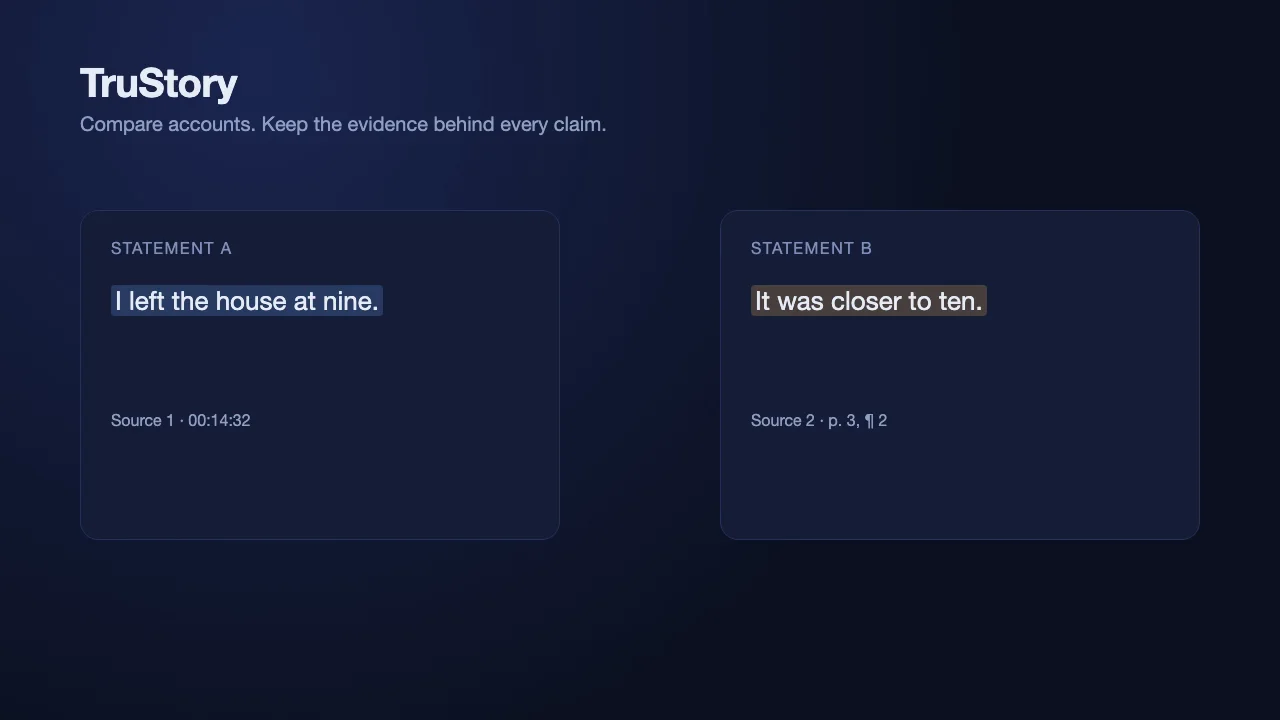 TruStory
Compare accounts. Keep the evidence behind every claim.
STATEMENT A
I left the house at nine.
Source 1 · 00:14:32
STATEMENT B
It was closer to ten.
Source 2 · p. 3, ¶ 2